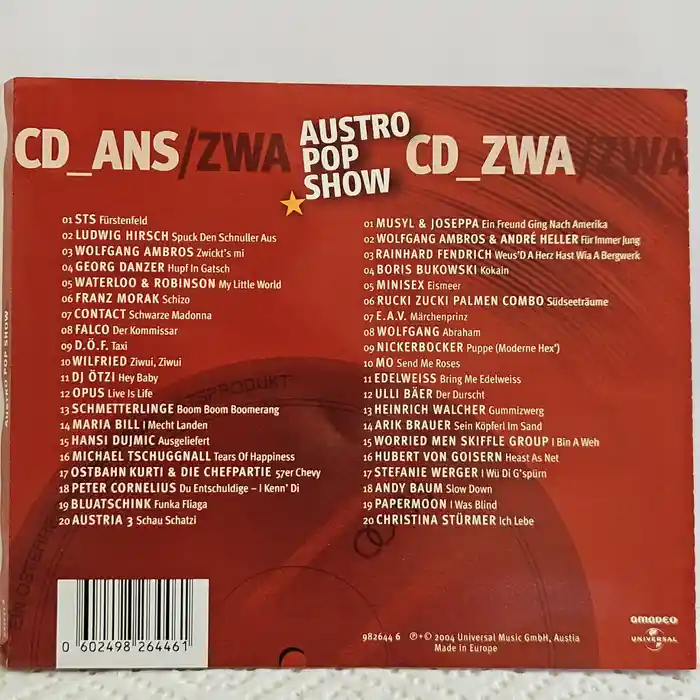 CD_ANS/ZWA
AUSTRO
POP
SHOW
CD_ZWA/ZWA
01 STS Fürstenfeld
02 LUDWIG HIRSCH Spuck Den Schnuller Aus
03 WOLFGANG AMBROS Zwickt's mi
04 GEORG DANZER Hupf In Gatsch
05 WATERLOO & ROBINSON My Little World
06 FRANZ MORAK Schizo
07 CONTACT Schwarze Madonna
08 FALCO Der Kommissar
09 D.Ö.F. Taxi
10 WILFRIED Ziwui, Ziwui
11 DJ ÖTZI Hey Baby
12 OPUS Live Is Life
13 SCHMETTERLINGE Boom Boom Boomerang
14 MARIA BILL I Mecht Landen
15 HANSI DUJMIC Ausgeliefert
16 MICHAEL TSCHUGGNALL Tears Of Happiness
17 OSTBAHN KURTI & DIE CHEFPARTIE 57er Chevy
18 PETER CORNELIUS Du Entschuldige – I Kenn' Di
19 BLUATSCHINK Funka Fliaga
20 AUSTRIA 3 Schau Schatzi
01 MUSYL & JOSEPPA Ein Freund Ging Nach Amerika
02 WOLFGANG AMBROS & ANDRÉ HELLER Für Immer Jung
03 RAINHARD FENDRICH Weus'D A Herz Hast Wia A Bergwerk
04 BORIS BUKOWSKI Kokain
05 MINISEX Eismeer
06 RUCKI ZUCKI PALMEN COMBO Südseeträume
07 E.A.V. Märchenprinz
08 WOLFGANG Abraham
09 NICKERBOCKER Puppe (Moderne Hex')
10 MO Send Me Roses
11 EDELWEISS Bring Me Edelweiss
12 ULLI BÄER Der Durscht
13 HEINRICH WALCHER Gummizwerg
14 ARIK BRAUER Sein Köpferl Im Sand
15 WORRIED MEN SKIFFLE GROUP I Bin A Weh
16 HUBERT VON GOISERN Heast As Net
17 STEFANIE WERGER I Wü Di G'spürn
18 ANDY BAUM Slow Down
19 PAPERMOON I Was Blind
20 CHRISTINA STÜRMER Ich Lebe
AUSTRO POP SHOW
0 602498 264461
982644 6 ℗+© 2004 Universal Music GmbH, Austia
Made in Europe
amadeo
UNIVERSAL